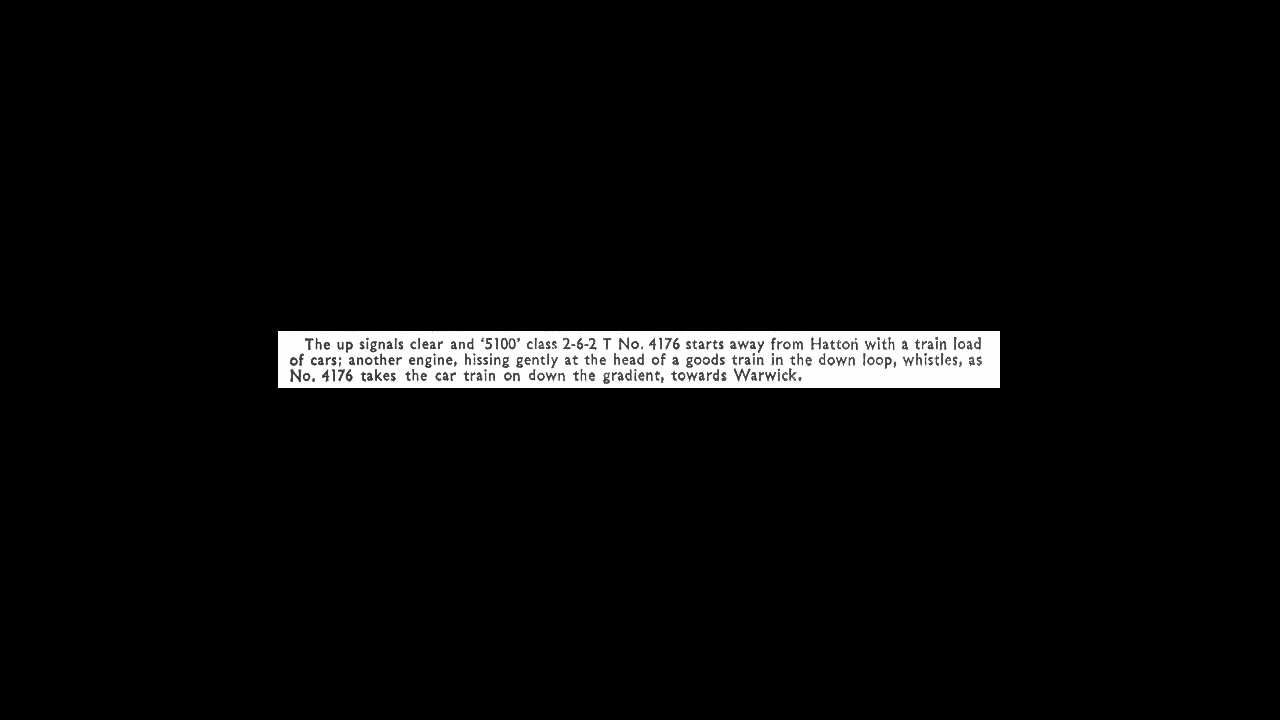 The up signals clear and ‘5100’ class 2-6-2 T No. 4176 starts away from Hatton with a train load
of cars; another engine, hissing gently at the head of a goods train in the down loop, whistles, as
No. 4176 takes the car train on down the gradient, towards Warwick.